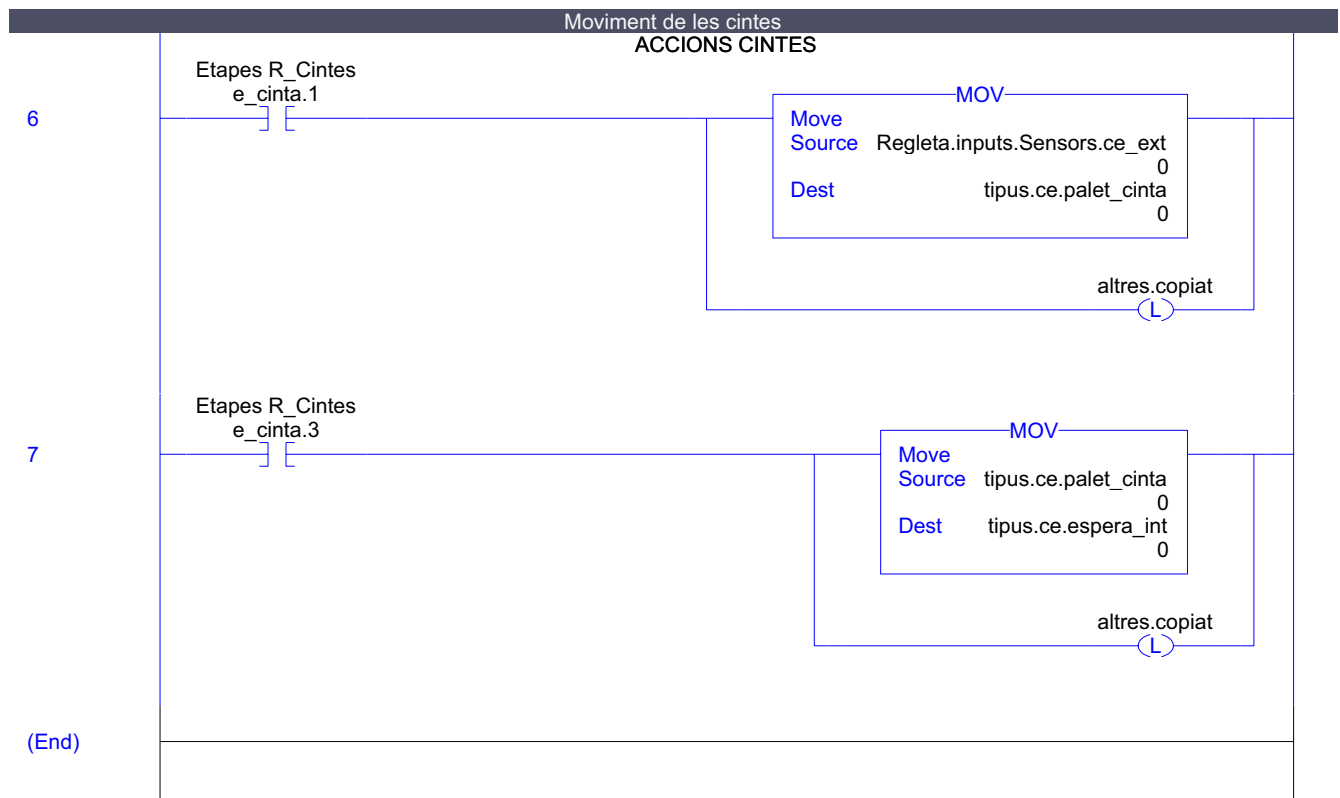 Moviment de les cintes
ACCIONS CINTES
Etapes R_Cintes
e_cinta.1
6
MOV
Move
Source Regleta.inputs.Sensors.ce_ext
0
Dest tipus.ce.palet_cinta
0
altres.copiat
L
Etapes R_Cintes
e_cinta.3
7
MOV
Move
Source tipus.ce.palet_cinta
0
Dest tipus.ce.espera_int
0
altres.copiat
L
(End)